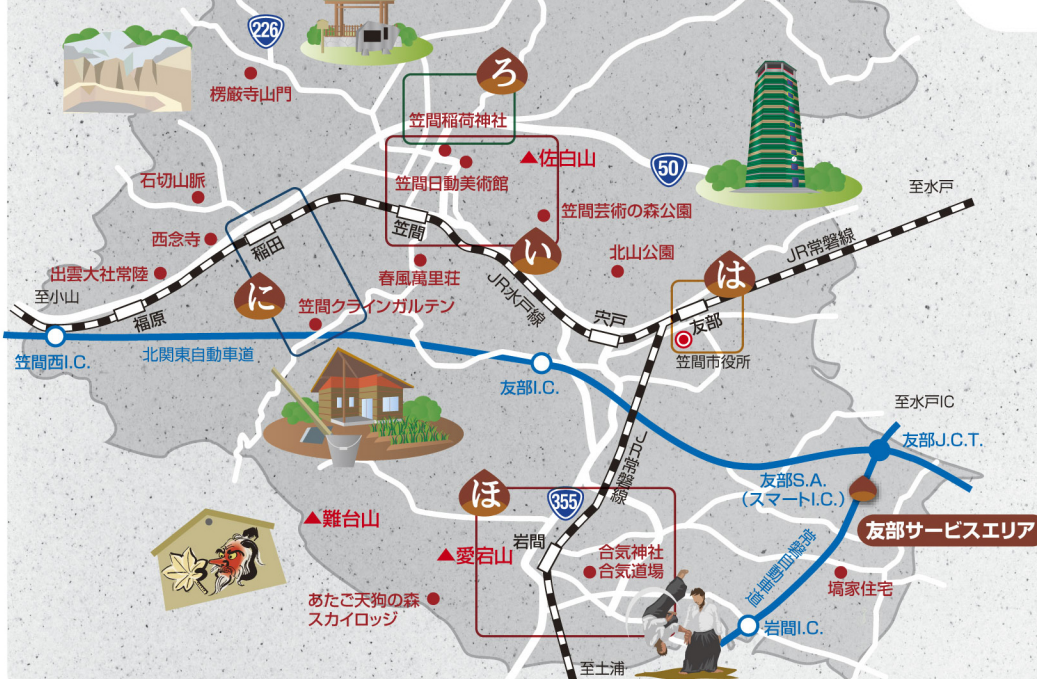 226
楞厳寺山門
ろ
笠間稲荷神社
佐白山
笠間日動美術館
50
至水戸
石切山脈
笠間芸術の森公園
西念寺
稲田
笠間
い
北山公園
JR常磐線
出雲大社常陸
春風萬里荘
は
至小山
に
笠間クラインガルテン
JR水戸線
宍戸
友部
福原
笠間西I.C.
北関東自動車道
友部I.C.
笠間市役所
至水戸IC
友部J.C.T.
JR常磐線
友部S.A.
(スマートI.C.)
ほ
355
難台山
友部サービスエリア
愛宕山
岩間
合気神社
合気道場
常磐自動車道
塙家住宅
あたご天狗の森
スカイロッジ
岩間I.C.
至土浦